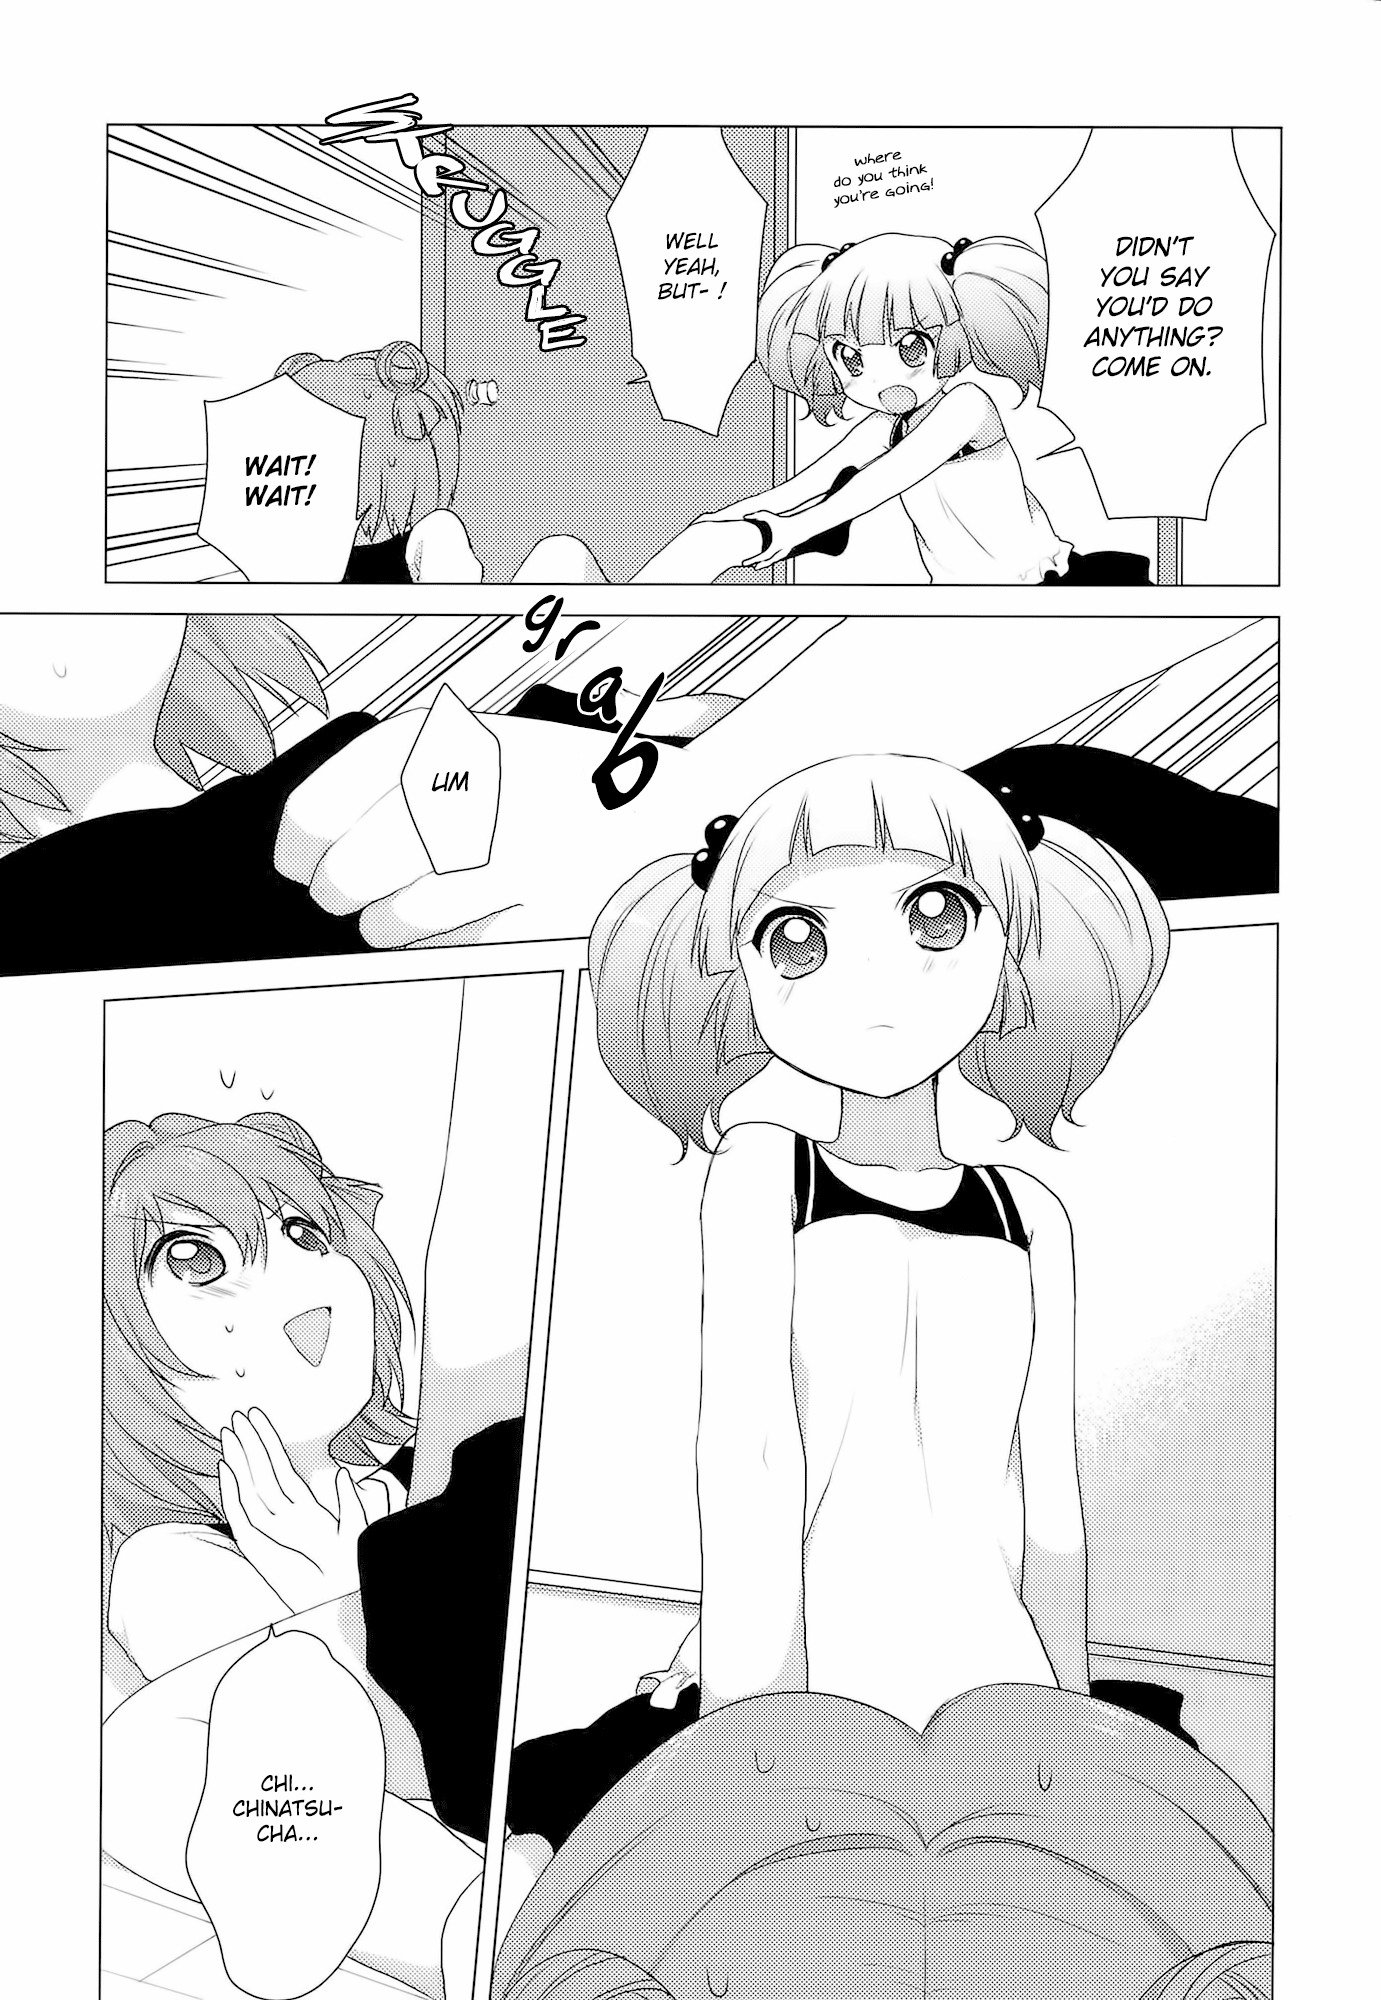 DIDN'T
YOU SAY
YOU'D DO
ANYTHING?
COME ON.
where
do you think
you're going!
WELL
YEAH,
BUT- !
STRUGGLE
WAIT!
WAIT!
grab
UM
CHI...
CHINATSU-
CHA...